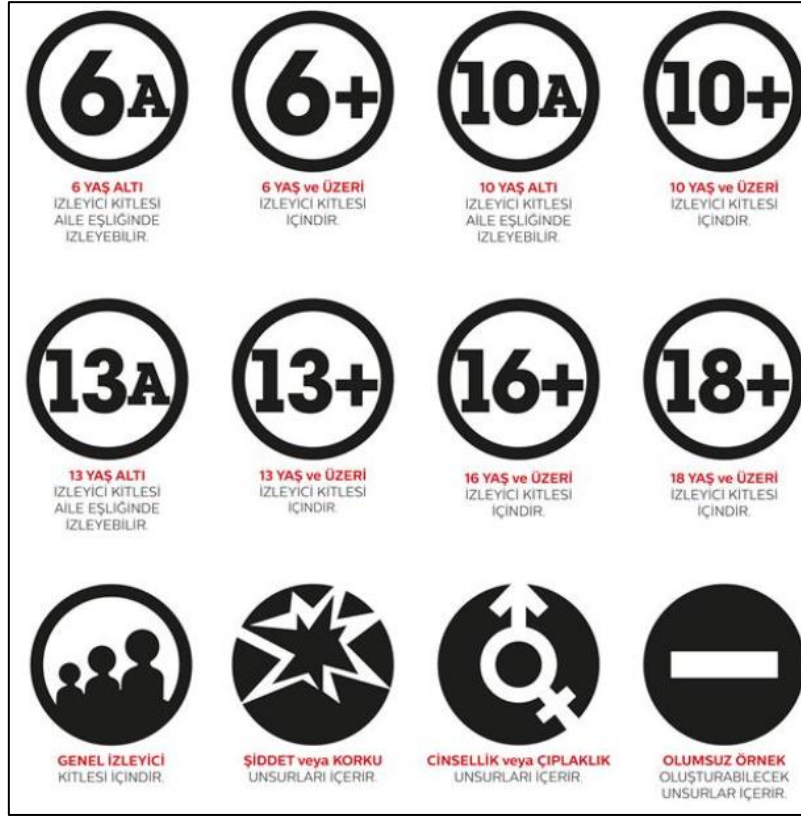 6A
6 YAŞ ALTI
İZLEYİCİ KİTLESİ
AİLE EŞLİĞİNDE
İZLEYEBİLİR.
6+
6 YAŞ ve ÜZERİ
İZLEYİCİ KİTLESİ
İÇİNDİR.
10A
10 YAŞ ALTI
İZLEYİCİ KİTLESİ
AİLE EŞLİĞİNDE
İZLEYEBİLİR.
10+
10 YAŞ ve ÜZERİ
İZLEYİCİ KİTLESİ
İÇİNDİR.
13A
13 YAŞ ALTI
İZLEYİCİ KİTLESİ
AİLE EŞLİĞİNDE
İZLEYEBİLİR.
13+
13 YAŞ ve ÜZERİ
İZLEYİCİ KİTLESİ
İÇİNDİR.
16+
16 YAŞ ve ÜZERİ
İZLEYİCİ KİTLESİ
İÇİNDİR.
18+
18 YAŞ ve ÜZERİ
İZLEYİCİ KİTLESİ
İÇİNDİR.
GENEL İZLEYİCİ
KİTLESİ İÇİNDİR.
ŞİDDET veya KORKU
UNSURLARI İÇERİR.
CİNSELLİK veya ÇIPLAKLIK
UNSURLARI İÇERİR.
OLUMSUZ ÖRNEK
OLUŞTURABİLECEK
UNSURLAR İÇERİR.